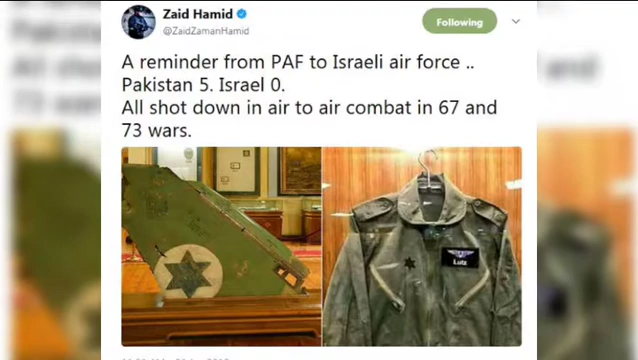 Zaid Hamid
@ZaidZamanHamid
Following
A reminder from PAF to Israeli air force ..
Pakistan 5. Israel 0.
All shot down in air to air combat in 67 and
73 wars.
Lutz